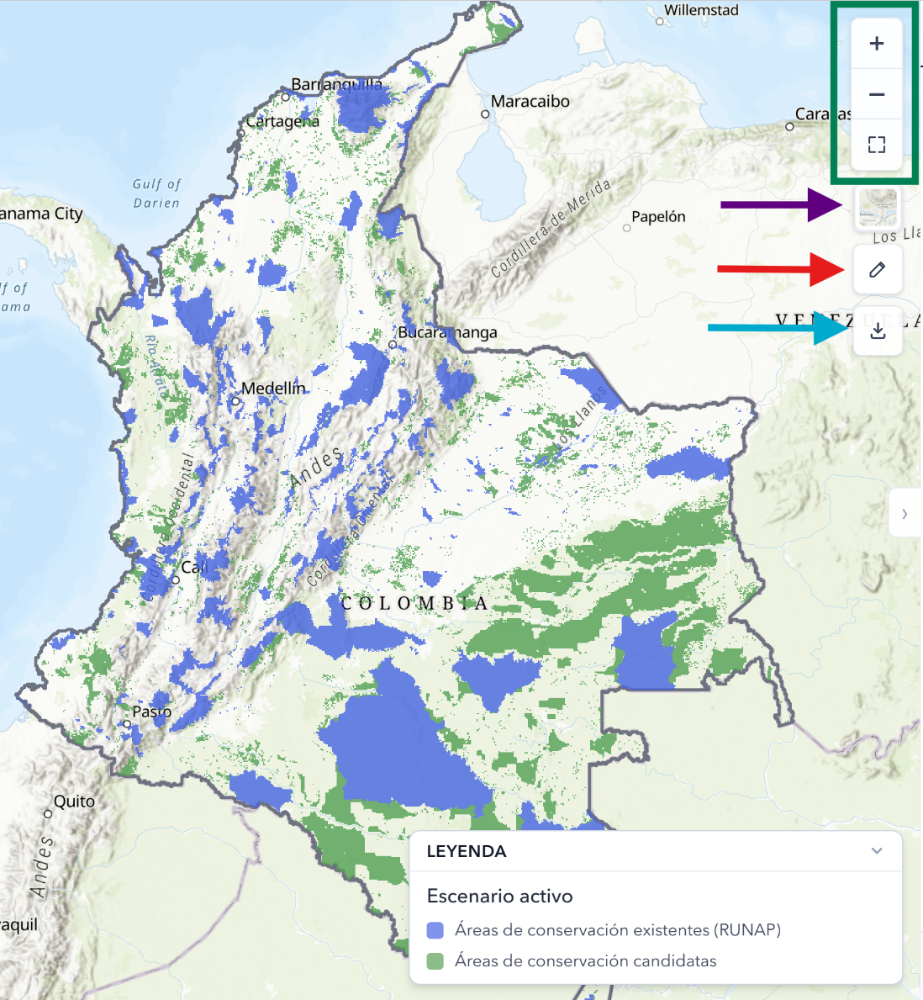 Willemstad
Barranquilla
Maracaibo
Cartagena
Caracas
Gulf of
Darien
anama City
Cordillera de Merida
Papelón
Los Lla
lf of
ama
VENEZUELA
Río Atrato
Bucaramanga
Medellín
Los Llanos
Andes
Cordillera Occidental
Cordillera Oriental
Cali
COLOMBIA
Pasto
Quito
Andes
aquil
LEYENDA
Escenario activo
Áreas de conservación existentes (RUNAP)
Áreas de conservación candidatas